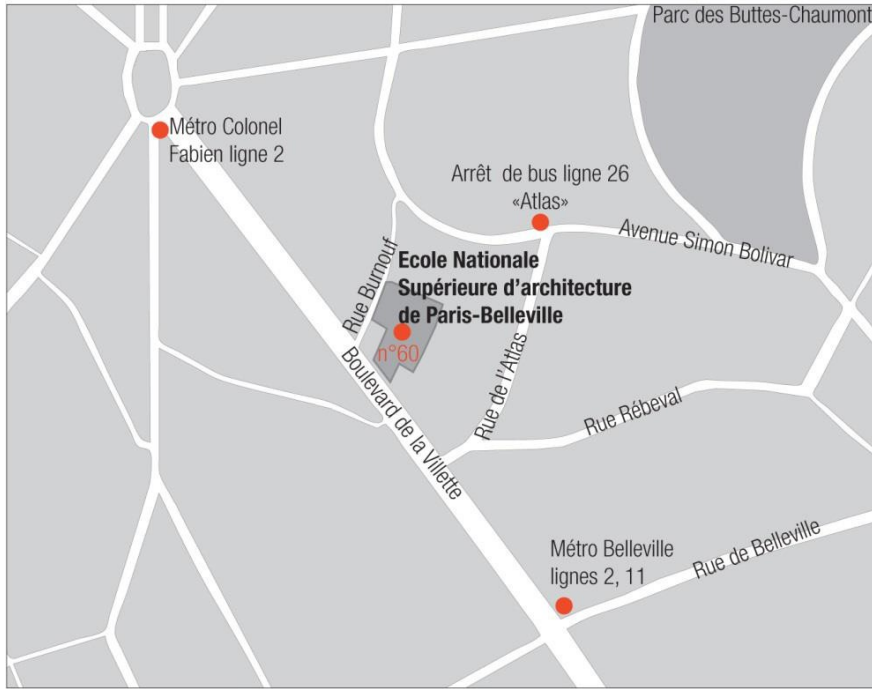 Parc des Buttes-Chaumont
Métro Colonel
Fabien ligne 2
Arrêt de bus ligne 26
«Atlas»
Avenue Simon Bolivar
Rue Burnouf
Ecole Nationale
Supérieure d’architecture
de Paris-Belleville
n°60
Boulevard de la Villette
Rue de l’Atlas
Rue Rébeval
Métro Belleville
lignes 2, 11
Rue de Belleville